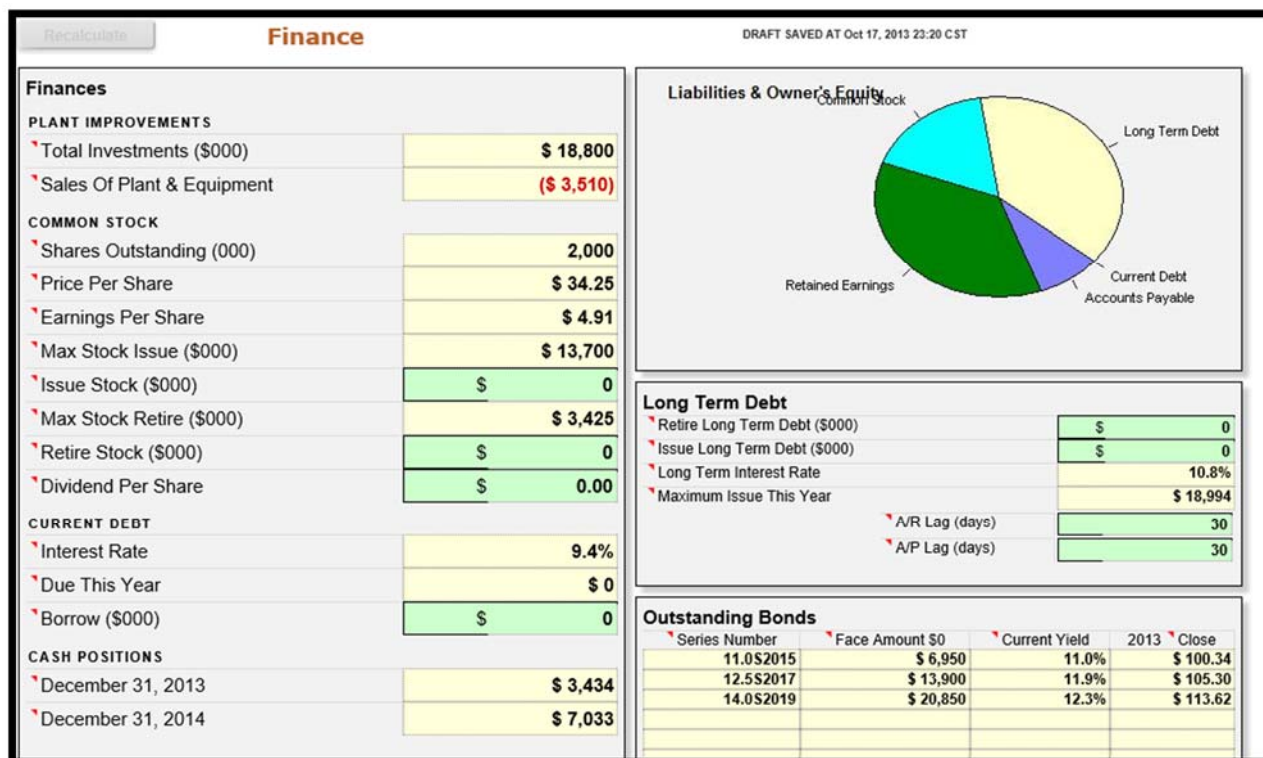 Recalculate
Finance
DRAFT SAVED AT Oct 17, 2013 23:20 CST
Finances
PLANT IMPROVEMENTS
Total Investments ($000) $ 18,800
Sales Of Plant & Equipment ($ 3,510)
COMMON STOCK
Shares Outstanding (000) 2,000
Price Per Share $ 34.25
Earnings Per Share $ 4.91
Max Stock Issue ($000) $ 13,700
Issue Stock ($000) $ 0
Max Stock Retire ($000) $ 3,425
Retire Stock ($000) $ 0
Dividend Per Share $ 0.00
CURRENT DEBT
Interest Rate 9.4%
Due This Year $ 0
Borrow ($000) $ 0
CASH POSITIONS
December 31, 2013 $ 3,434
December 31, 2014 $ 7,033
Liabilities & Owner's Equity
Common Stock
Long Term Debt
Retained Earnings
Current Debt
Accounts Payable
Long Term Debt
Retire Long Term Debt ($000) $ 0
Issue Long Term Debt ($000) $ 0
Long Term Interest Rate 10.8%
Maximum Issue This Year $ 18,994
A/R Lag (days) 30
A/P Lag (days) 30
Outstanding Bonds
Series Number Face Amount $0 Current Yield 2013 Close
11.0S2015 $ 6,950 11.0% $ 100.34
12.5S2017 $ 13,900 11.9% $ 105.30
14.0S2019 $ 20,850 12.3% $ 113.62